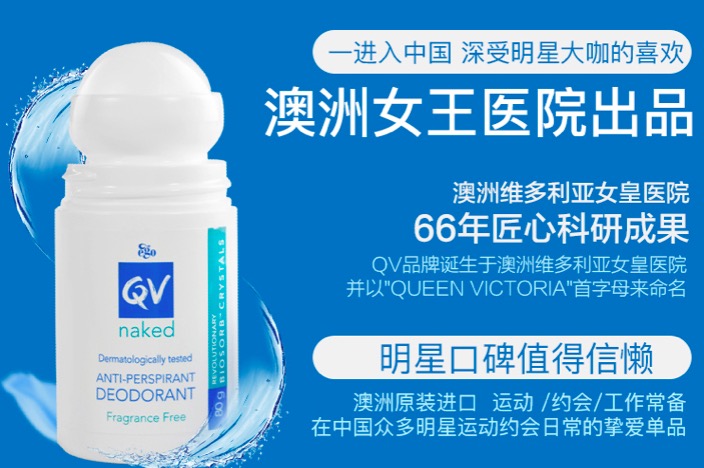 一进入中国 深受明星大咖的喜欢
澳洲女王医院出品
澳洲维多利亚女皇医院
66年匠心科研成果
QV品牌诞生于澳洲维多利亚女皇医院
并以"QUEEN VICTORIA"首字母来命名
明星口碑值得信懒
澳洲原装进口 运动 /约会/工作常备
在中国众多明星运动约会日常的挚爱单品
ego
QV
naked
Dermatologically tested
ANTI-PERSPIRANT
DEODORANT
Fragrance Free
REVOLUTIONARY
BIOSORB™CRYSTALS
80 g